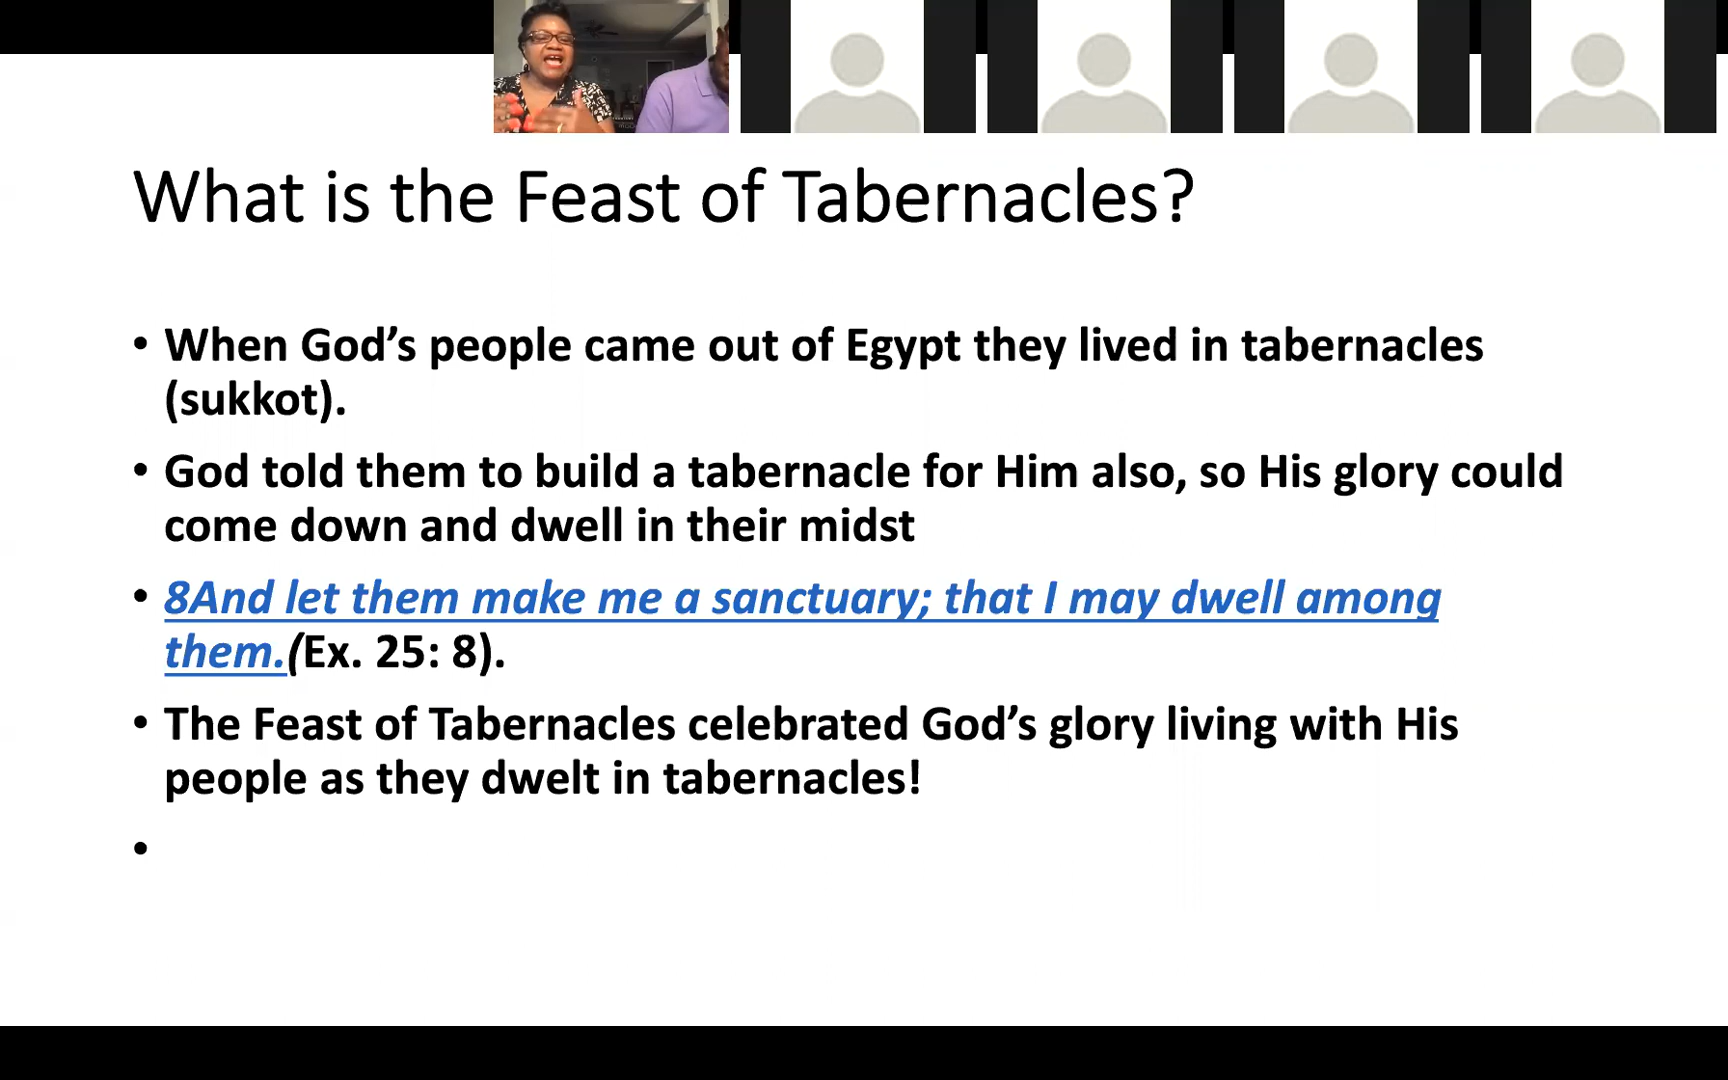 What is the Feast of Tabernacles?
• When God’s people came out of Egypt they lived in tabernacles
(sukkot).
• God told them to build a tabernacle for Him also, so His glory could
come down and dwell in their midst
• 8And let them make me a sanctuary; that I may dwell among
them.(Ex. 25: 8).
• The Feast of Tabernacles celebrated God’s glory living with His
people as they dwelt in tabernacles!
•